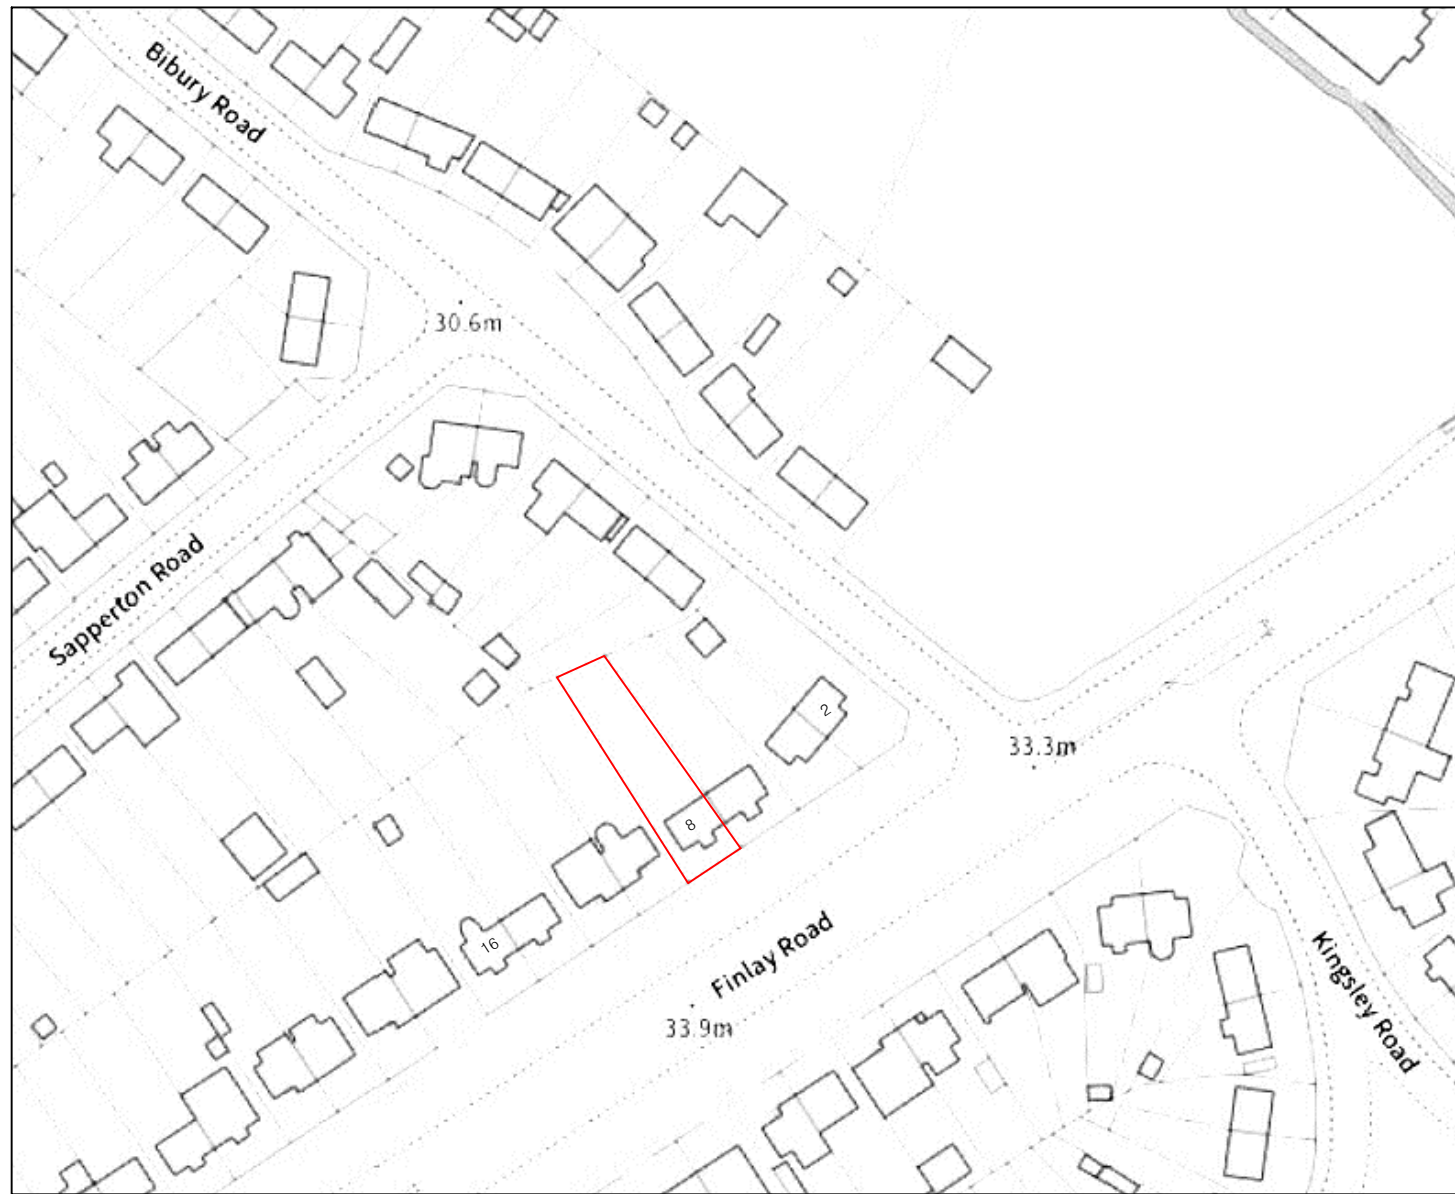 Bibury Road
30.6m
Sapperton Road
2
33.3m
8
16
Finlay Road
33.9m
Kingsley Road